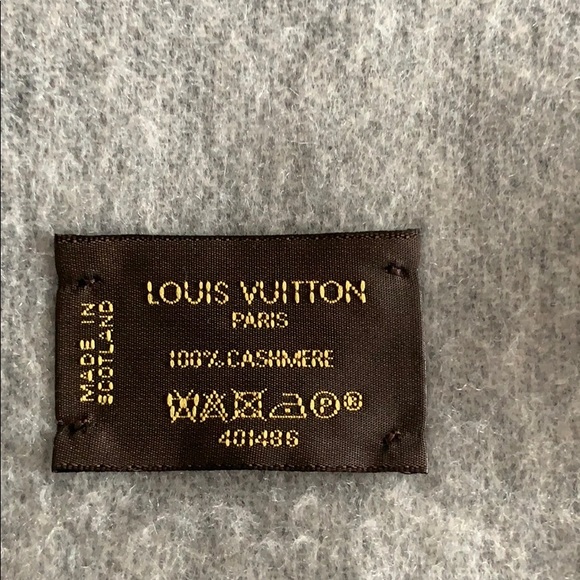 LOUIS VUITTON
PARIS
100% CASHMERE
P®
401486
MADE IN
SCOTLAND